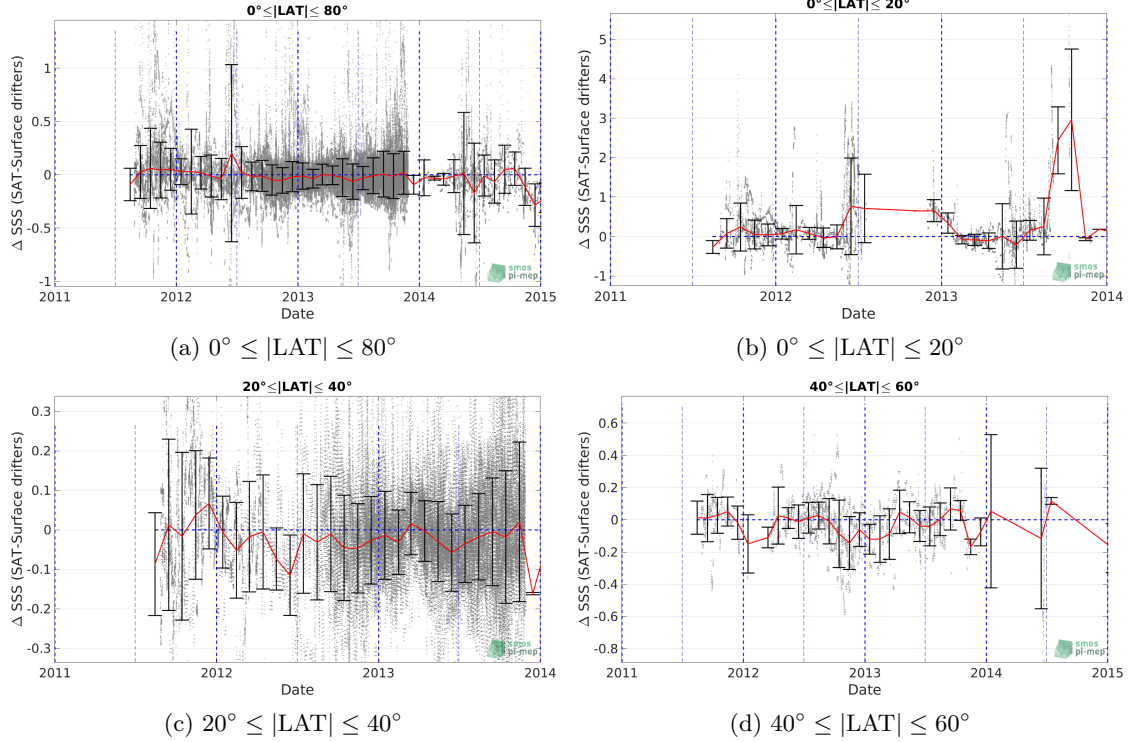 0°≤|LAT|≤ 80°
Δ SSS (SAT-Surface drifters)
1
0.5
0
-0.5
-1
2011
2012
2013
2014
2015
Date
smos
pi-mep
(a) 0° ≤ |LAT| ≤ 80°
0°≤|LAT|≤ 20°
Δ SSS (SAT-Surface drifters)
5
4
3
2
1
0
-1
2011
2012
2013
2014
Date
smos
pi-mep
(b) 0° ≤ |LAT| ≤ 20°
20°≤|LAT|≤ 40°
Δ SSS (SAT-Surface drifters)
0.3
0.2
0.1
0
-0.1
-0.2
-0.3
2011
2012
2013
2014
Date
smos
pi-mep
(c) 20° ≤ |LAT| ≤ 40°
40°≤|LAT|≤ 60°
Δ SSS (SAT-Surface drifters)
0.6
0.4
0.2
0
-0.2
-0.4
-0.6
-0.8
2011
2012
2013
2014
2015
Date
smos
pi-mep
(d) 40° ≤ |LAT| ≤ 60°